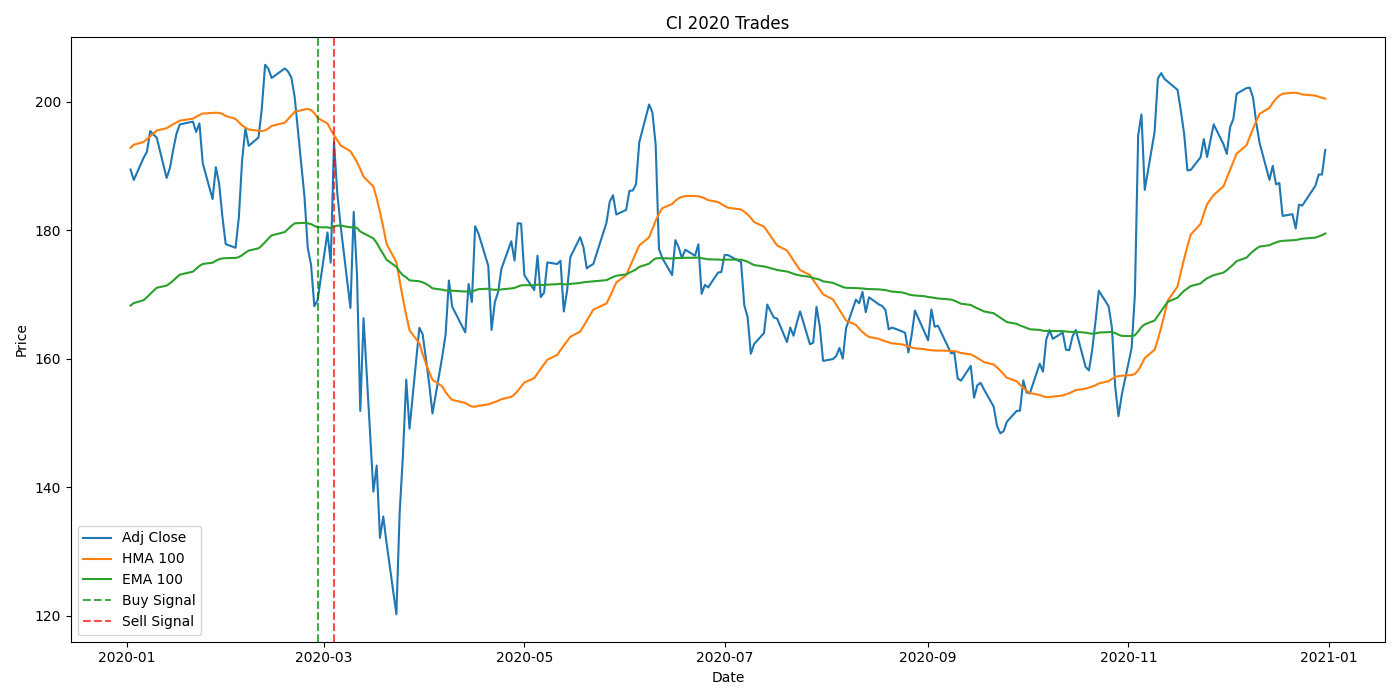 CI 2020 Trades
Price
200
180
160
140
120
Adj Close
HMA 100
EMA 100
Buy Signal
Sell Signal
2020-01
2020-03
2020-05
2020-07
2020-09
2020-11
2021-01
Date